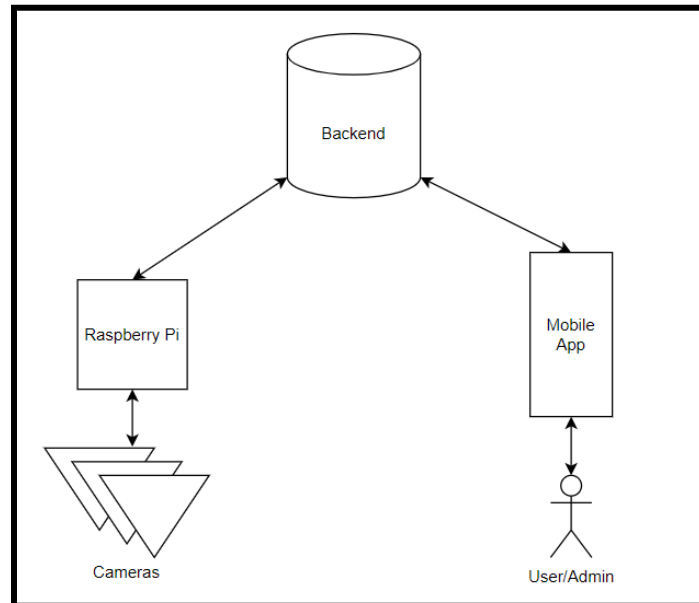 Backend
Raspberry Pi
Mobile
App
Cameras
User/Admin